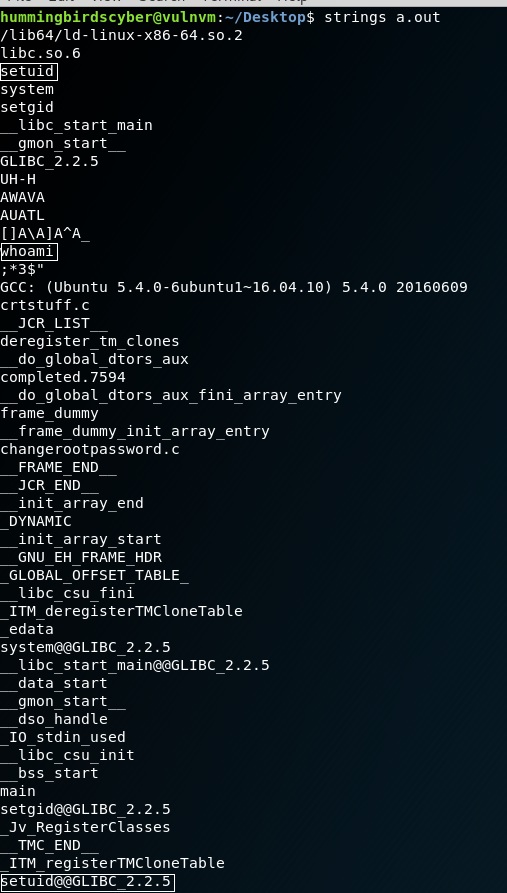 hummingbirdscyber@vulnvm:~/Desktop$ strings a.out
/lib64/ld-linux-x86-64.so.2
libc.so.6
setuid
system
setgid
__libc_start_main
__gmon_start__
GLIBC_2.2.5
UH-H
AWAVA
AUATL
[]A\A]A^A_
whoami
;*3$"
GCC: (Ubuntu 5.4.0-6ubuntu1~16.04.10) 5.4.0 20160609
crtstuff.c
__JCR_LIST__
deregister_tm_clones
__do_global_dtors_aux
completed.7594
__do_global_dtors_aux_fini_array_entry
frame_dummy
__frame_dummy_init_array_entry
changerootpassword.c
__FRAME_END__
__JCR_END__
__init_array_end
_DYNAMIC
__init_array_start
__GNU_EH_FRAME_HDR
_GLOBAL_OFFSET_TABLE_
__libc_csu_fini
_ITM_deregisterTMCloneTable
_edata
system@@GLIBC_2.2.5
__libc_start_main@@GLIBC_2.2.5
__data_start
__gmon_start__
__dso_handle
_IO_stdin_used
__libc_csu_init
__bss_start
main
setgid@@GLIBC_2.2.5
_Jv_RegisterClasses
__TMC_END__
_ITM_registerTMCloneTable
setuid@@GLIBC_2.2.5